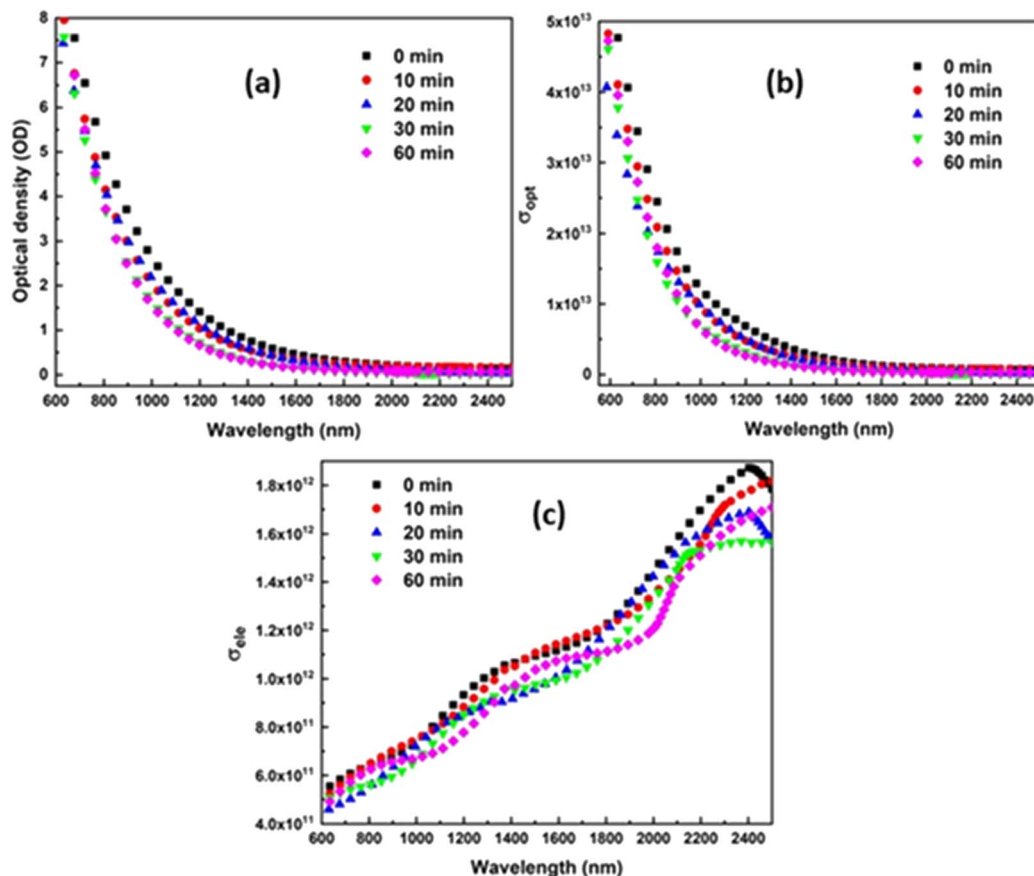 (a)
Optical density (OD)
8
7
6
5
4
3
2
1
0
0 min
10 min
20 min
30 min
60 min
600 800 1000 1200 1400 1600 1800 2000 2200 2400
Wavelength (nm)
(b)
σopt
5x10¹³
4x10¹³
3x10¹³
2x10¹³
1x10¹³
0
0 min
10 min
20 min
30 min
60 min
600 800 1000 1200 1400 1600 1800 2000 2200 2400
Wavelength (nm)
(c)
σele
1.8x10¹²
1.6x10¹²
1.4x10¹²
1.2x10¹²
1.0x10¹²
8.0x10¹¹
6.0x10¹¹
4.0x10¹¹
0 min
10 min
20 min
30 min
60 min
600 800 1000 1200 1400 1600 1800 2000 2200 2400
Wavelength (nm)